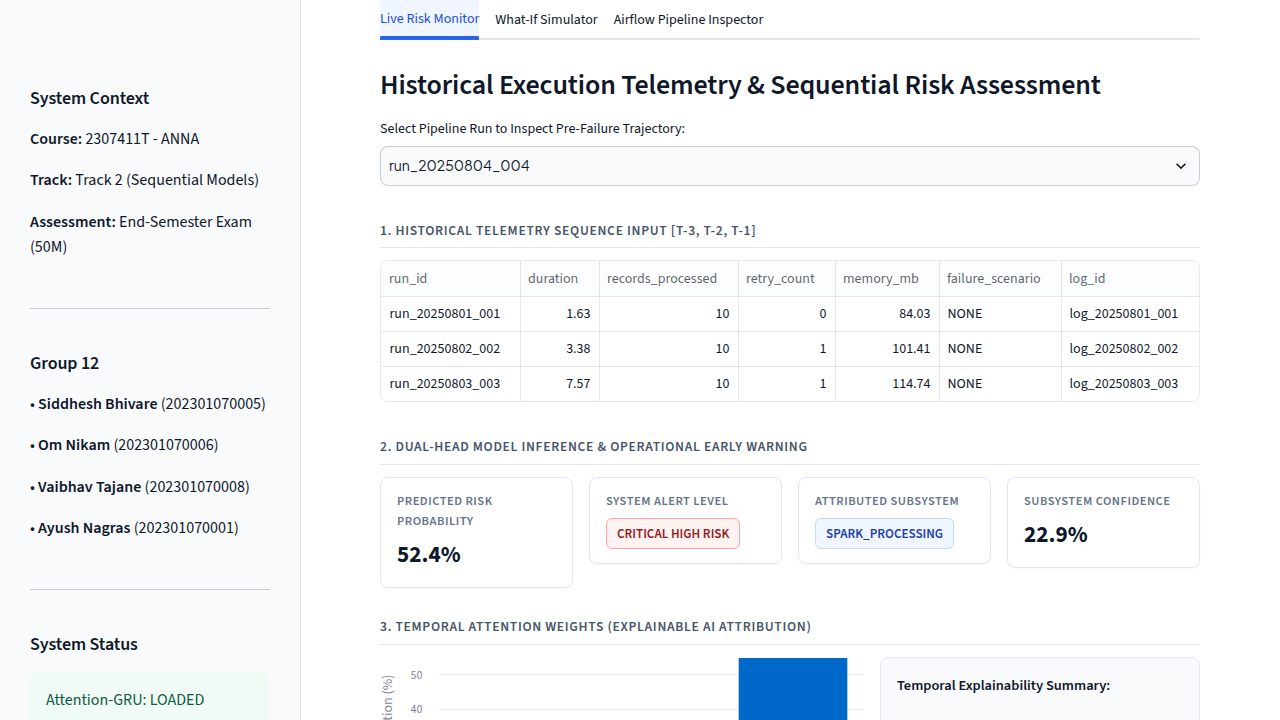 System Context
Course: 2307411T - ANNA
Track: Track 2 (Sequential Models)
Assessment: End-Semester Exam
(50M)
Group 12
• Siddhesh Bhivare (202301070005)
• Om Nikam (202301070006)
• Vaibhav Tajane (202301070008)
• Ayush Nagras (202301070001)
System Status
Attention-GRU: LOADED
Live Risk Monitor What-If Simulator Airflow Pipeline Inspector
Historical Execution Telemetry & Sequential Risk Assessment
Select Pipeline Run to Inspect Pre-Failure Trajectory:
run_20250804_004
1. HISTORICAL TELEMETRY SEQUENCE INPUT [T-3, T-2, T-1]
run_id duration records_processed retry_count memory_mb failure_scenario log_id
run_20250801_001 1.63 10 0 84.03 NONE log_20250801_001
run_20250802_002 3.38 10 1 101.41 NONE log_20250802_002
run_20250803_003 7.57 10 1 114.74 NONE log_20250803_003
2. DUAL-HEAD MODEL INFERENCE & OPERATIONAL EARLY WARNING
PREDICTED RISK
PROBABILITY
52.4%
SYSTEM ALERT LEVEL
CRITICAL HIGH RISK
ATTRIBUTED SUBSYSTEM
SPARK_PROCESSING
SUBSYSTEM CONFIDENCE
22.9%
3. TEMPORAL ATTENTION WEIGHTS (EXPLAINABLE AI ATTRIBUTION)
50
40
Temporal Explainability Summary: